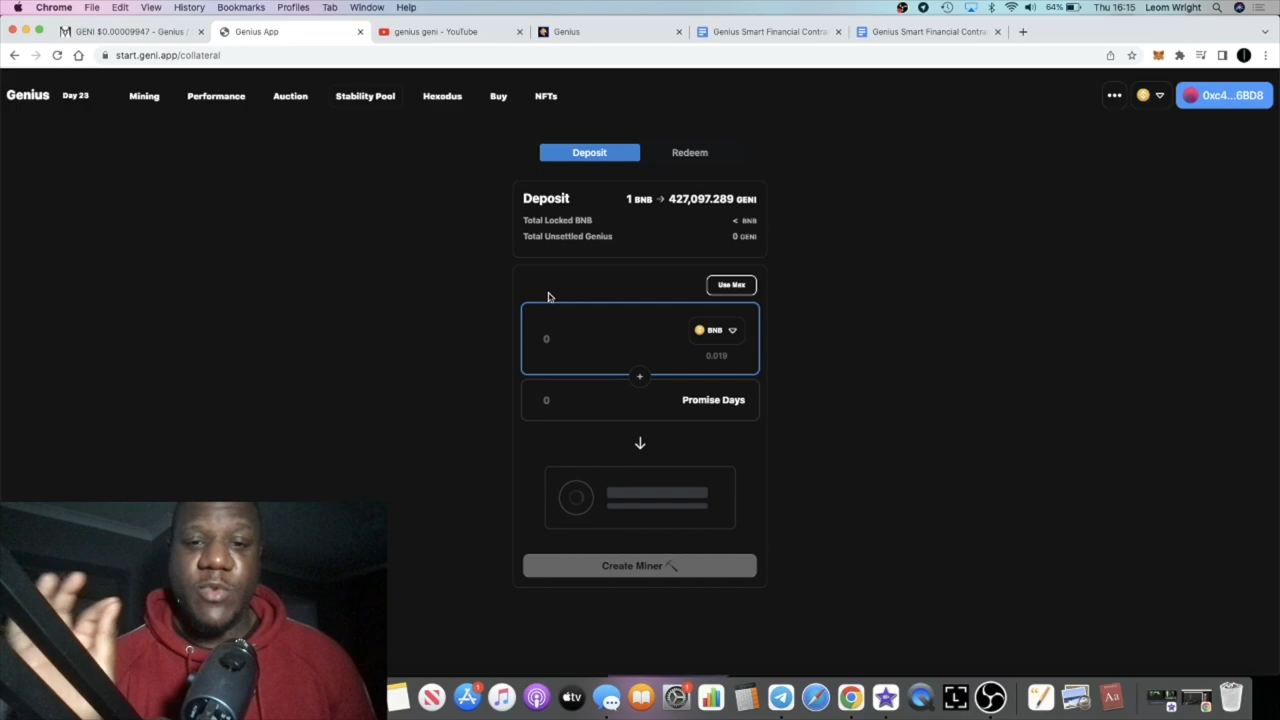 Chrome File Edit View History Bookmarks Profiles Tab Window Help 64% Thu 16:15 Leom Wright
GENI $0.00009947 - Genius / Genius App genius geni - YouTube Genius Genius Smart Financial Contra Genius Smart Financial Contra
start.geni.app/collateral
Genius Day 23 Mining Performance Auction Stability Pool Hexodus Buy NFTs ••• 0xc4...6BD8
Deposit Redeem
Deposit 1 BNB → 427,097.289 GENI
Total Locked BNB < BNB
Total Unsettled Genius 0 GENI
Use Max
0 BNB
0.019
+
0 Promise Days
Create Miner